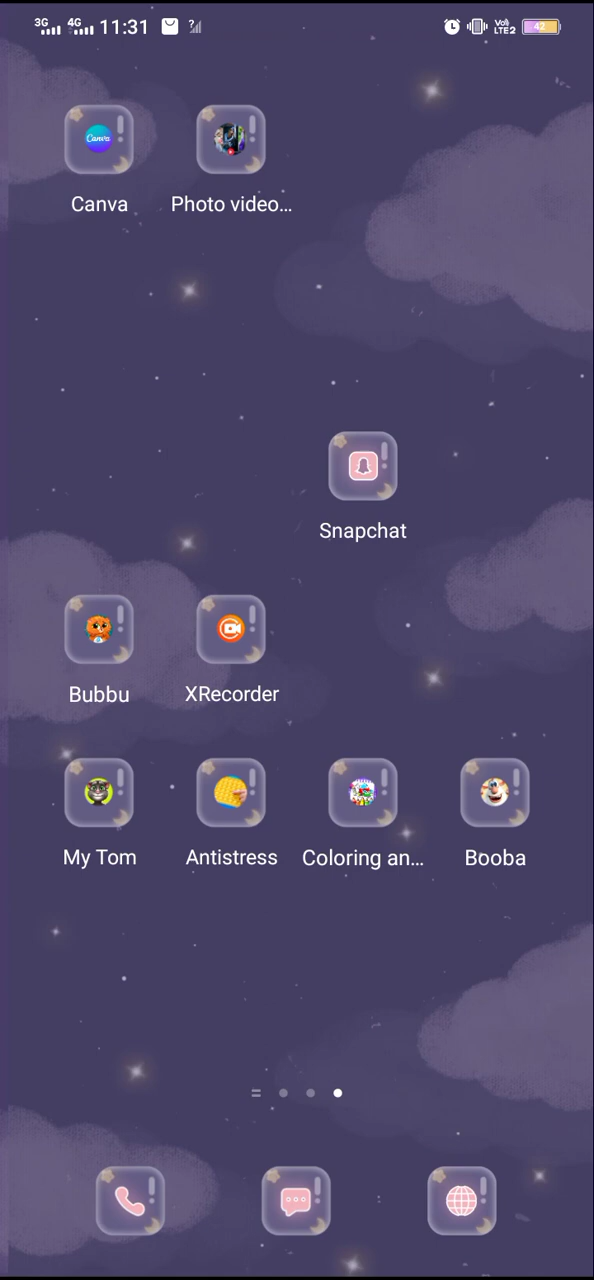 3G 4G 11:31 ? Vo) LTE2 42
Canva
Canva Photo video...
Snapchat
Bubbu XRecorder
My Tom Antistress Coloring an... Booba